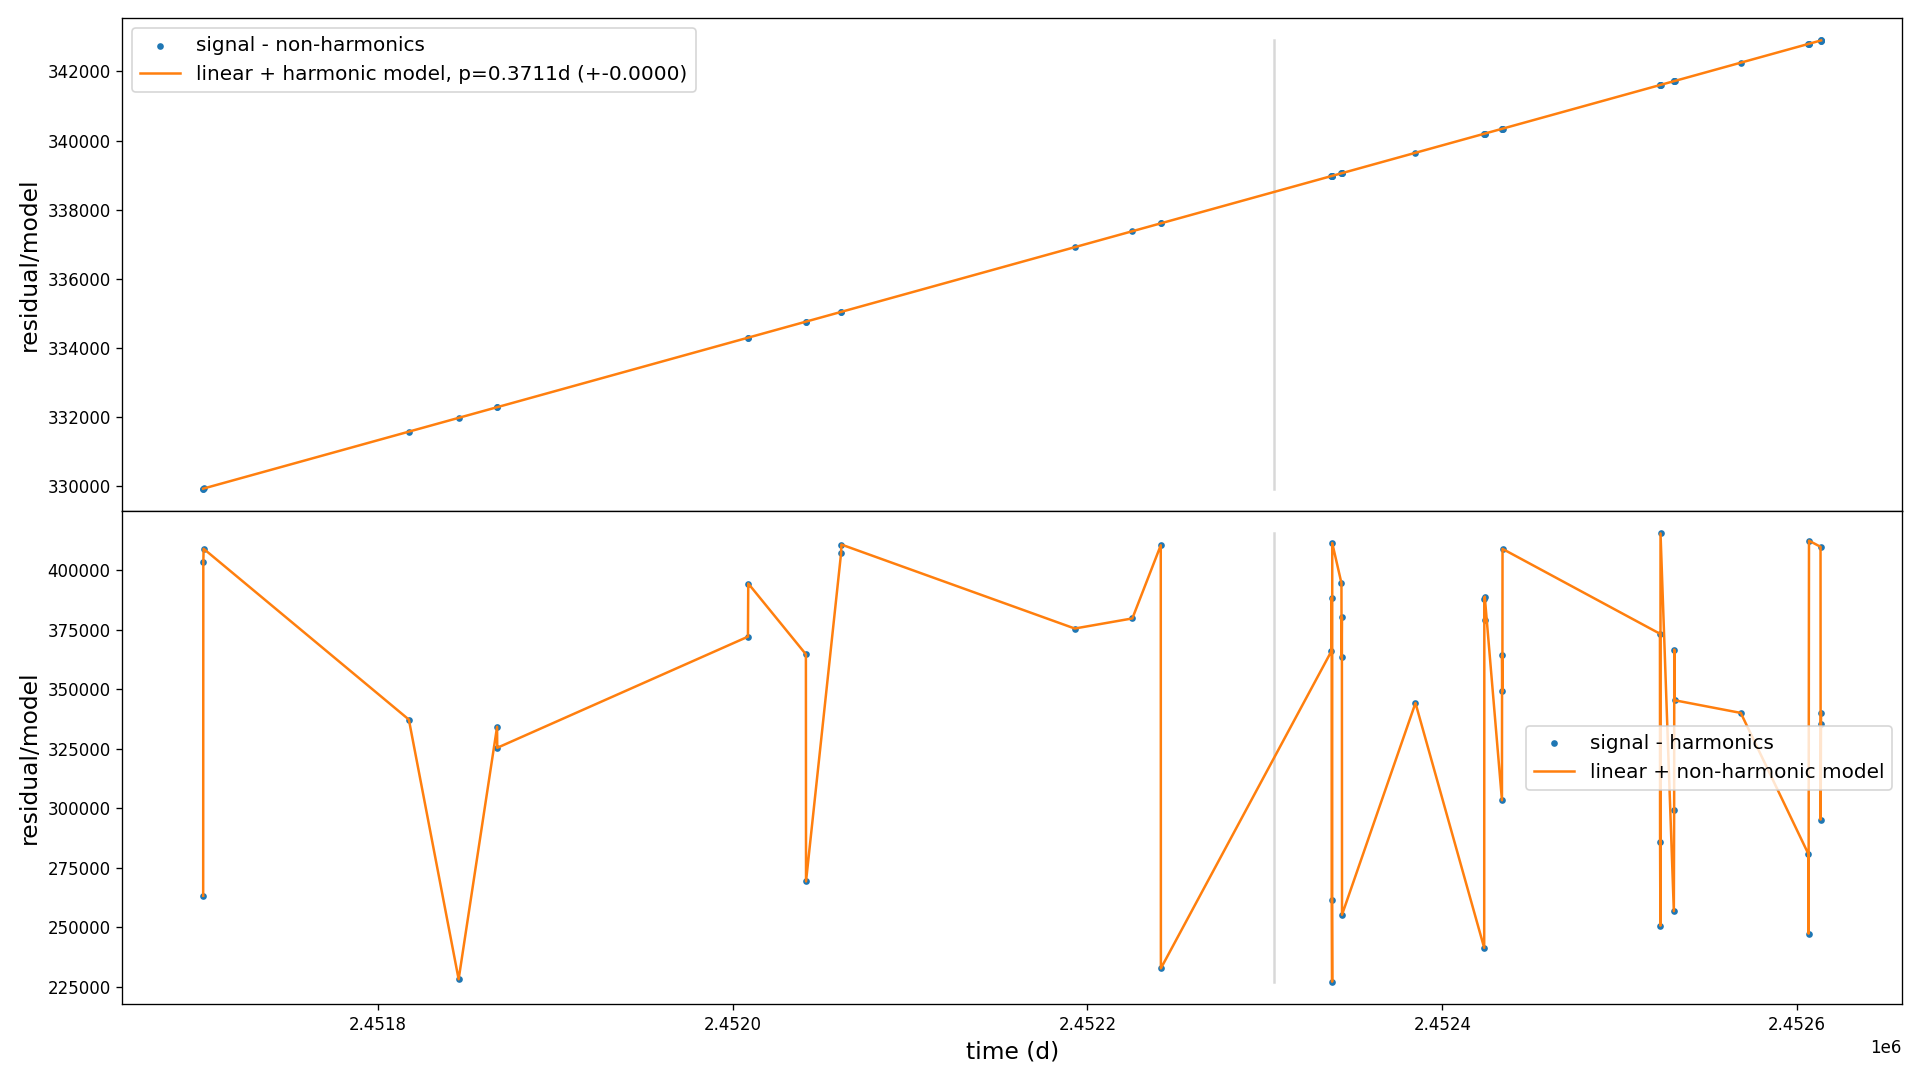 signal - non-harmonics
linear + harmonic model, p=0.3711d (+-0.0000)
residual/model
342000
340000
338000
336000
334000
332000
330000
residual/model
400000
375000
350000
325000
300000
275000
250000
225000
signal - harmonics
linear + non-harmonic model
2.4518
2.4520
2.4522
2.4524
2.4526
time (d)
1e6